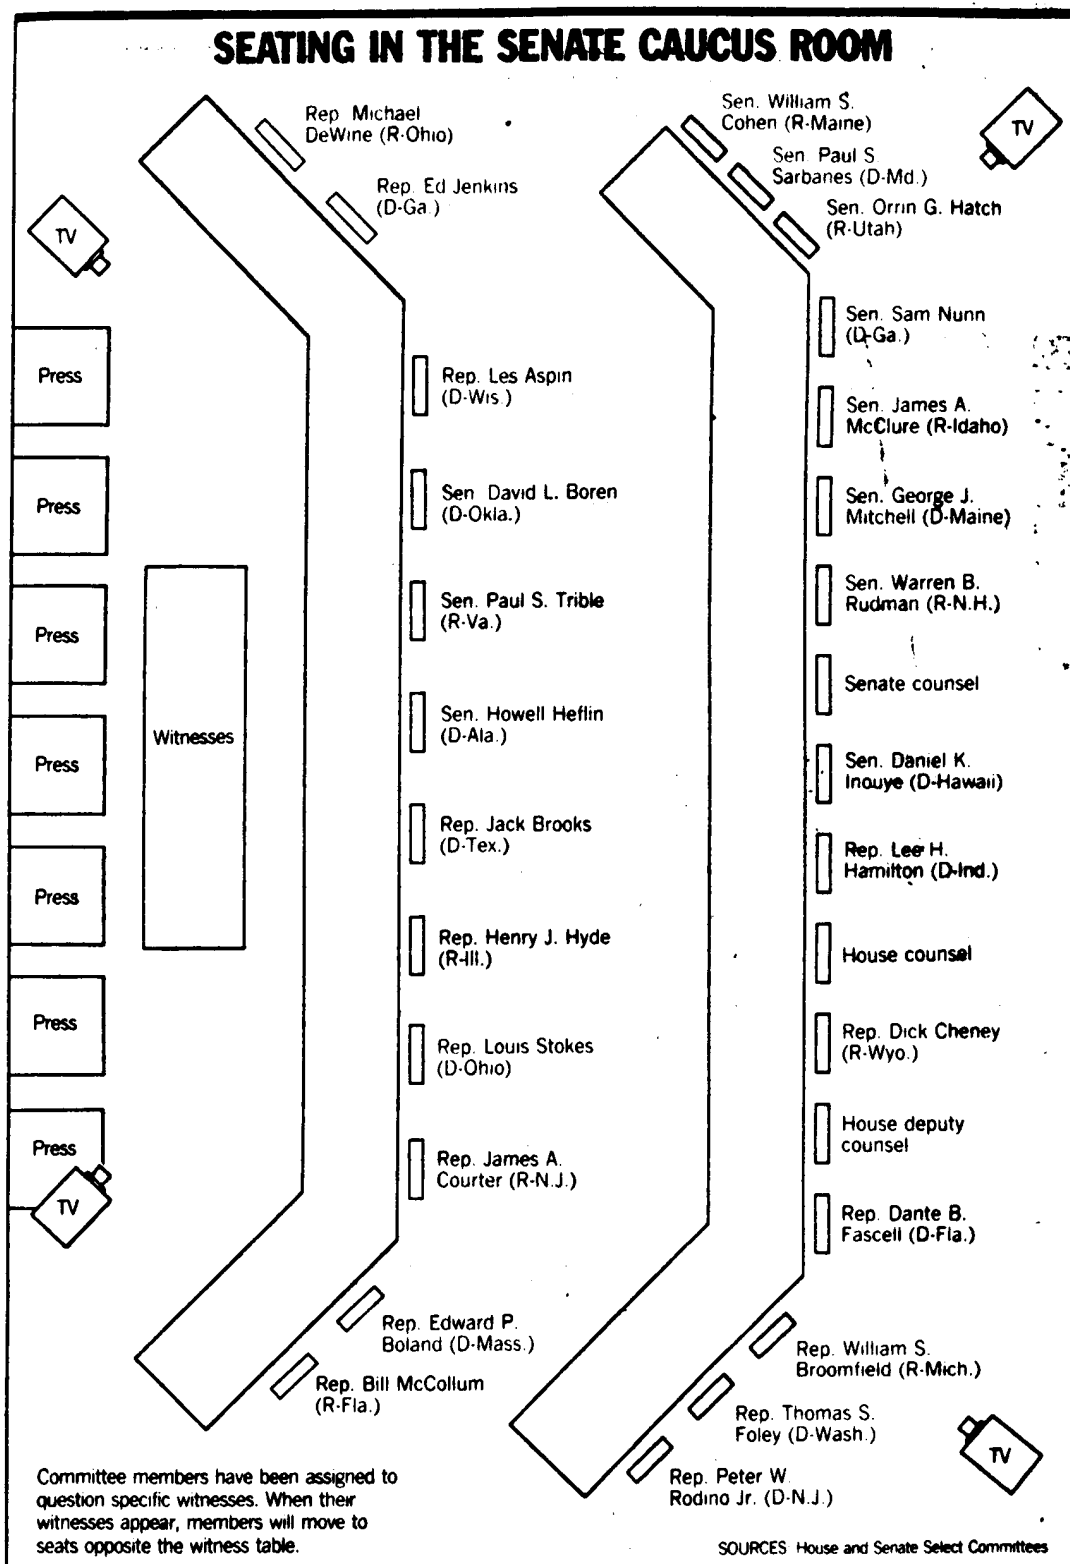 SEATING IN THE SENATE CAUCUS ROOM
Rep Michael
DeWine (R-Ohio)
Rep. Ed Jenkins
(D-Ga.)
Rep. Les Aspin
(D-Wis.)
Sen David L. Boren
(D-Okla.)
Sen. Paul S. Trible
(R-Va.)
Sen. Howell Heflin
(D-Ala.)
Rep. Jack Brooks
(D-Tex.)
Rep. Henry J. Hyde
(R-Ill.)
Rep. Louis Stokes
(D-Ohio)
Rep. James A.
Courter (R-N.J.)
Rep. Edward P.
Boland (D-Mass.)
Rep. Bill McCollum
(R-Fla.)
Sen. William S.
Cohen (R-Maine)
Sen. Paul S.
Sarbanes (D-Md.)
Sen. Orrin G. Hatch
(R-Utah)
Sen. Sam Nunn
(D-Ga.)
Sen. James A.
McClure (R-Idaho)
Sen. George J.
Mitchell (D-Maine)
Sen. Warren B.
Rudman (R-N.H.)
Senate counsel
Sen. Daniel K.
Inouye (D-Hawaii)
Rep. Lee H.
Hamilton (D-Ind.)
House counsel
Rep. Dick Cheney
(R-Wyo.)
House deputy
counsel
Rep. Dante B.
Fascell (D-Fla.)
Rep. William S.
Broomfield (R-Mich.)
Rep. Thomas S.
Foley (D-Wash.)
Rep. Peter W.
Rodino Jr. (D-N.J.)
TV
TV
Press
Press
Press
Press
Press
Press
Press
TV
TV
Witnesses
Committee members have been assigned to
question specific witnesses. When their
witnesses appear, members will move to
seats opposite the witness table.
SOURCES: House and Senate Select Committees